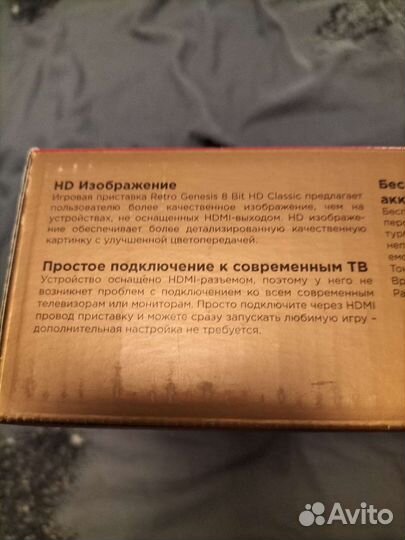 HD Изображение
Игровая приставка Retro Genesis 8 Bit HD Classic предлагает
пользователю более качественное изображение, чем на
устройствах, не оснащенных HDMI-выходом. HD изображе-
ние обеспечивает более детализированную качественную
картинку с улучшенной цветопередачей.
Простое подключение к современным ТВ
Устройство оснащёно HDMI-разъемом, поэтому у него не
возникнет проблем с подключением ко всем современным
телевизорам или мониторам. Просто подключите через HDMI
провод приставку и можете сразу запускать любимую игру -
дополнительная настройка не требуется.
Avito